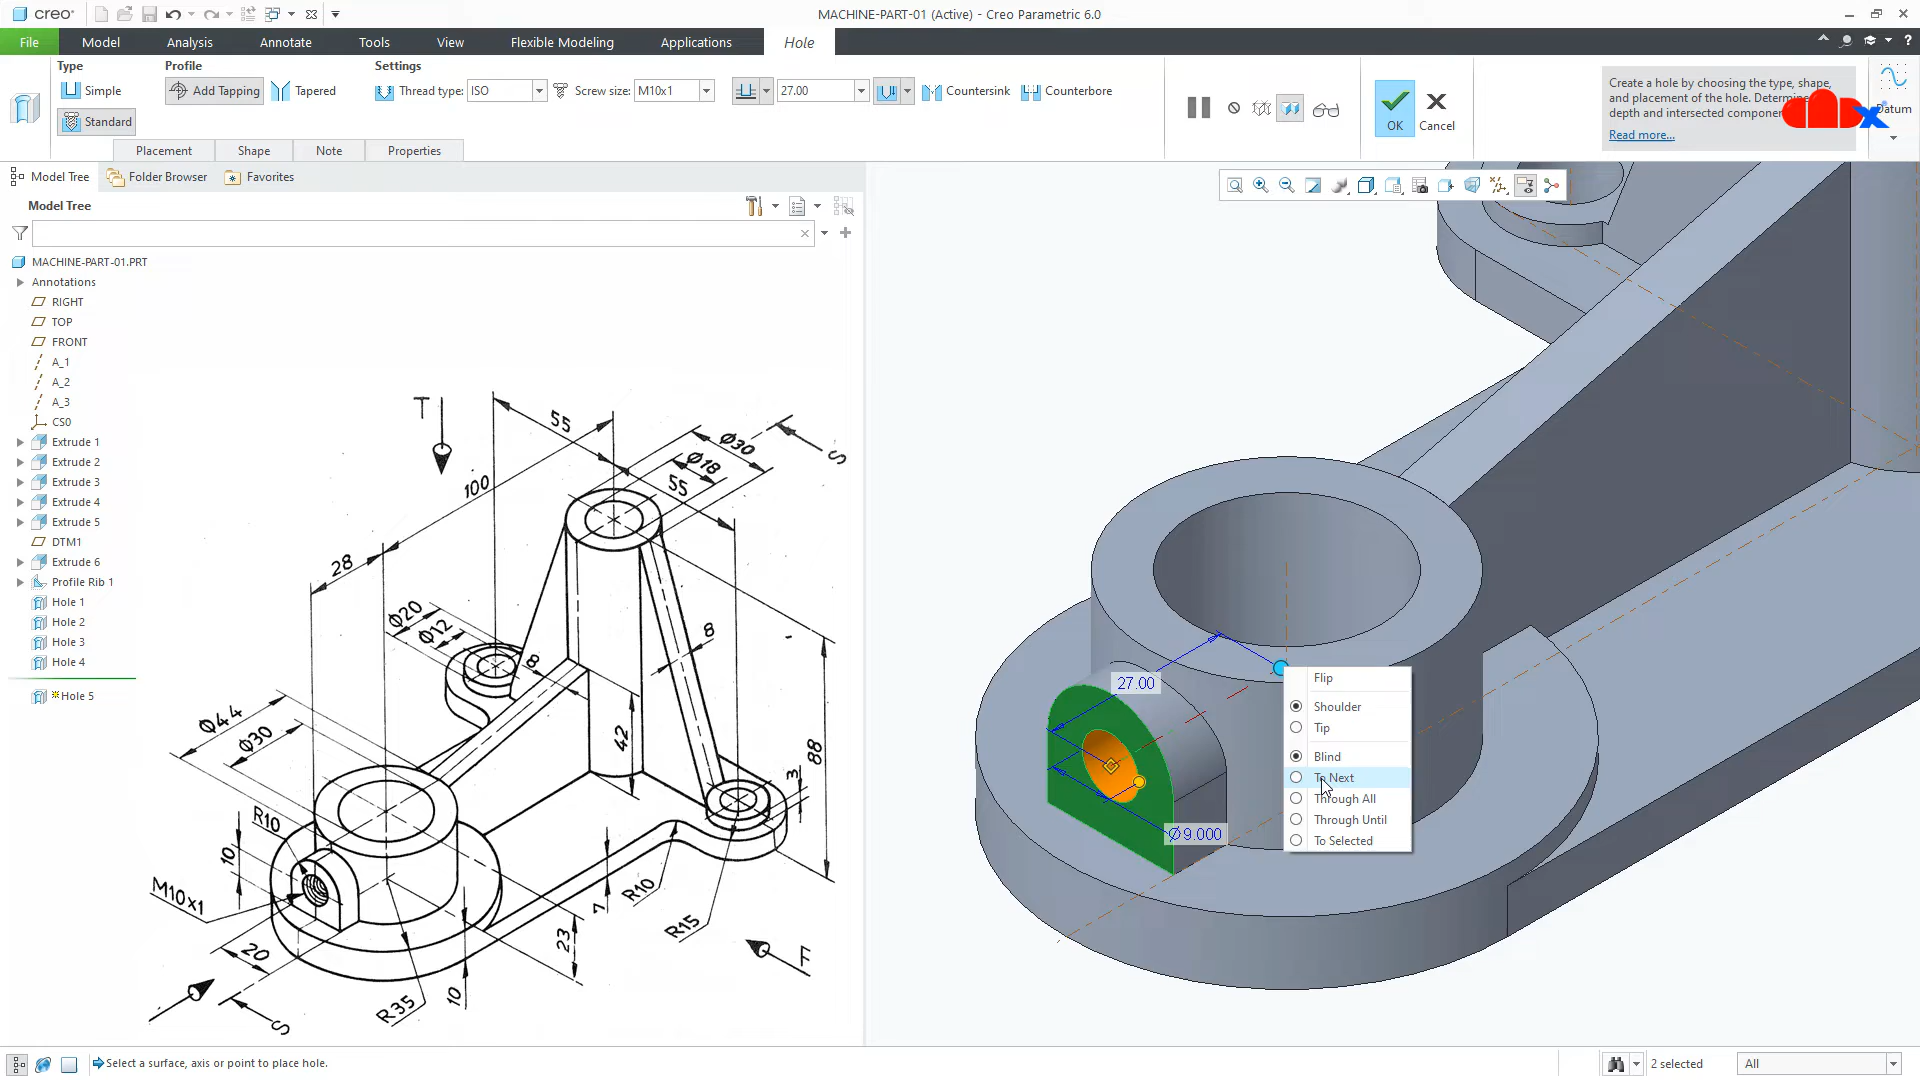 creo
MACHINE-PART-01 (Active) - Creo Parametric 6.0
File Model Analysis Annotate Tools View Flexible Modeling Applications Hole
Type Profile Settings
Simple Add Tapping Tapered Thread type: ISO Screw size: M10x1 27.00 Countersink Counterbore
Standard
OK Cancel
Create a hole by choosing the type, shape,
and placement of the hole. Determine
depth and intersected componen
Read more...
Datum
Placement Shape Note Properties
Model Tree Folder Browser Favorites
Model Tree
MACHINE-PART-01.PRT
Annotations
RIGHT
TOP
FRONT
A_1
A_2
A_3
CS0
Extrude 1
Extrude 2
Extrude 3
Extrude 4
Extrude 5
DTM1
Extrude 6
Profile Rib 1
Hole 1
Hole 2
Hole 3
Hole 4
Hole 5
T
55
Ø30
S
Ø18
55
100
28
Ø20
Ø12
8
8
Ø44
Ø30
42
88
3
R10
10
M10x1
20
R35
10
7
R10
R15
23
F
S
27.00
Ø9.000
Flip
Shoulder
Tip
Blind
To Next
Through All
Through Until
To Selected
Select a surface, axis or point to place hole.
2 selected
All